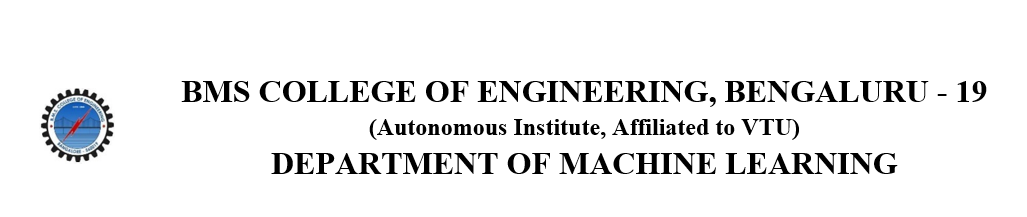 BMS COLLEGE OF ENGINEERING, BENGALURU - 19
(Autonomous Institute, Affiliated to VTU)
DEPARTMENT OF MACHINE LEARNING